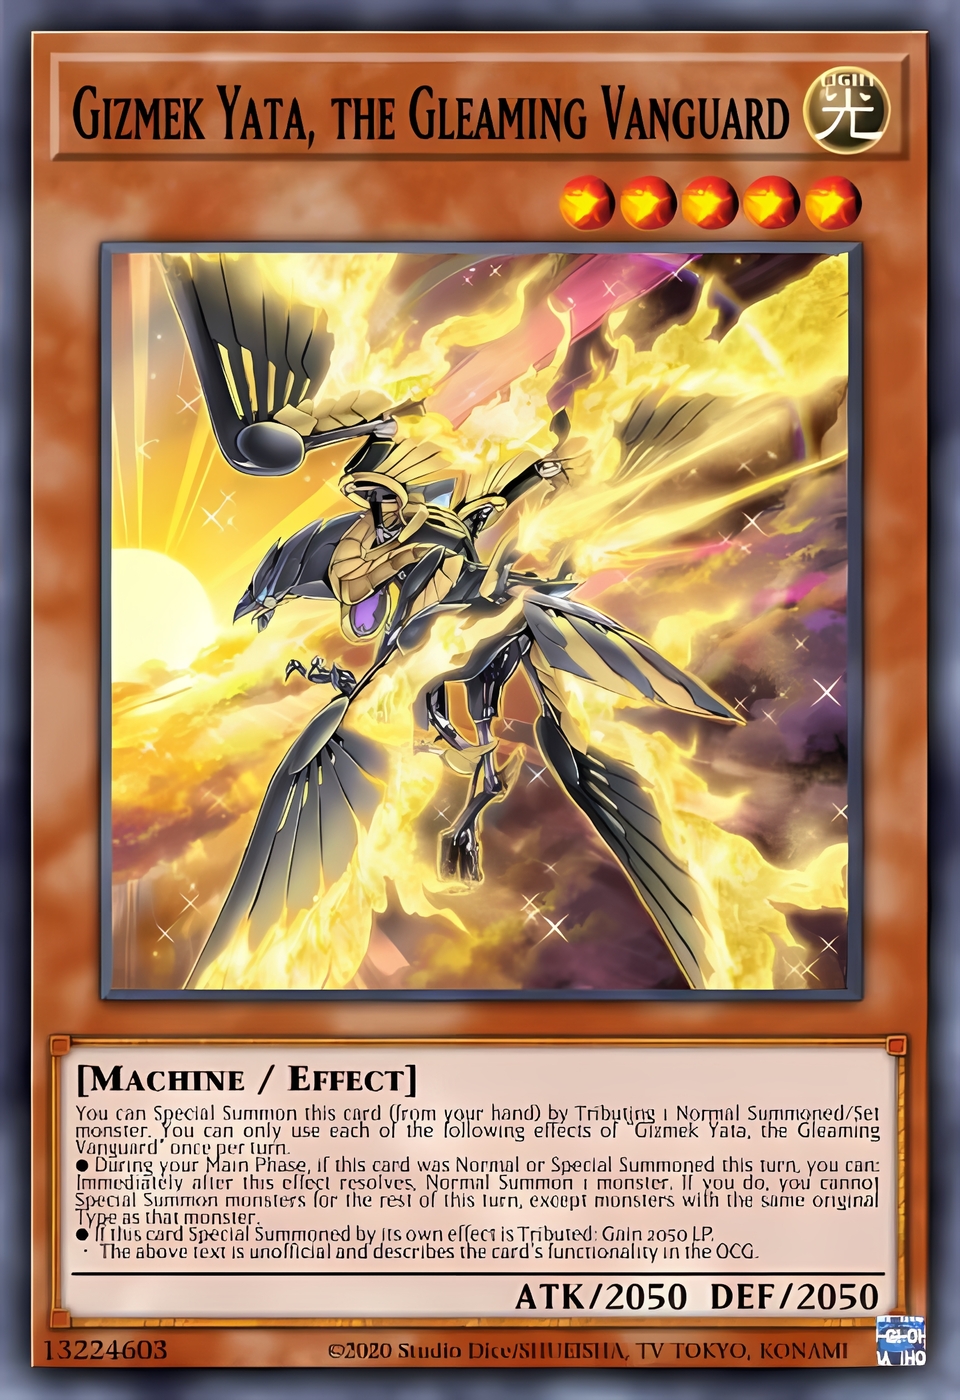 GIZMEK YATA, THE GLEAMING VANGUARD
光
[MACHINE / EFFECT]
You can Special Summon this card (from your hand) by Tributing 1 Normal Summoned/Set
monster. You can only use each of the following effects of "Gizmek Yata, the Gleaming
Vanguard" once per turn.
● During your Main Phase, if this card was Normal or Special Summoned this turn, you can:
Immediately after this effect resolves, Normal Summon 1 monster. If you do, you cannot
Special Summon monsters for the rest of this turn, except monsters with the same original
Type as that monster.
● If this card Special Summoned by its own effect is Tributed: Gain 2050 LP.
· The above text is unofficial and describes the card's functionality in the OCG.
ATK/2050 DEF/2050
13224603
©2020 Studio Dice/SHUEISHA, TV TOKYO, KONAMI